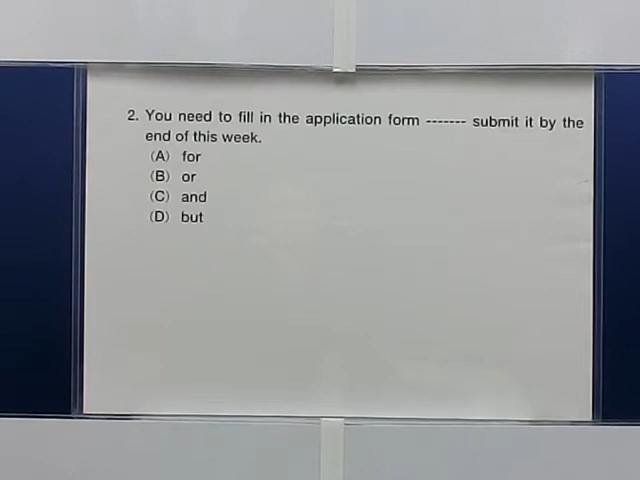 2. You need to fill in the application form ------- submit it by the
end of this week.
(A) for
(B) or
(C) and
(D) but